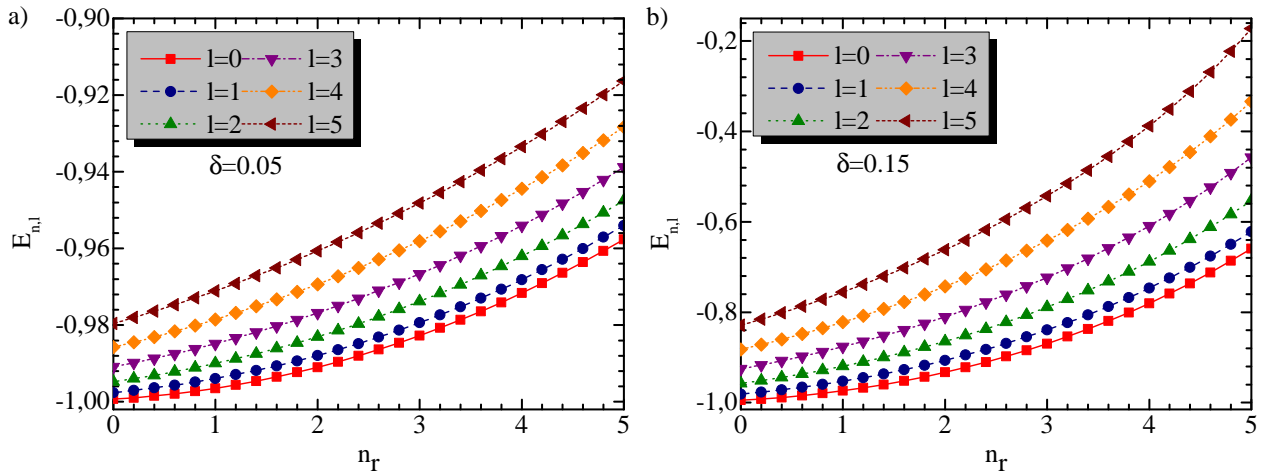 a)
-0,90
-0,92
-0,94
-0,96
-0,98
-1,00
E_{n,l}
l=0
l=1
l=2
l=3
l=4
l=5
δ=0.05
0 1 2 3 4 5
n_r
b)
-0,2
-0,4
-0,6
-0,8
-1,0
E_{n,l}
l=0
l=1
l=2
l=3
l=4
l=5
δ=0.15
0 1 2 3 4 5
n_r